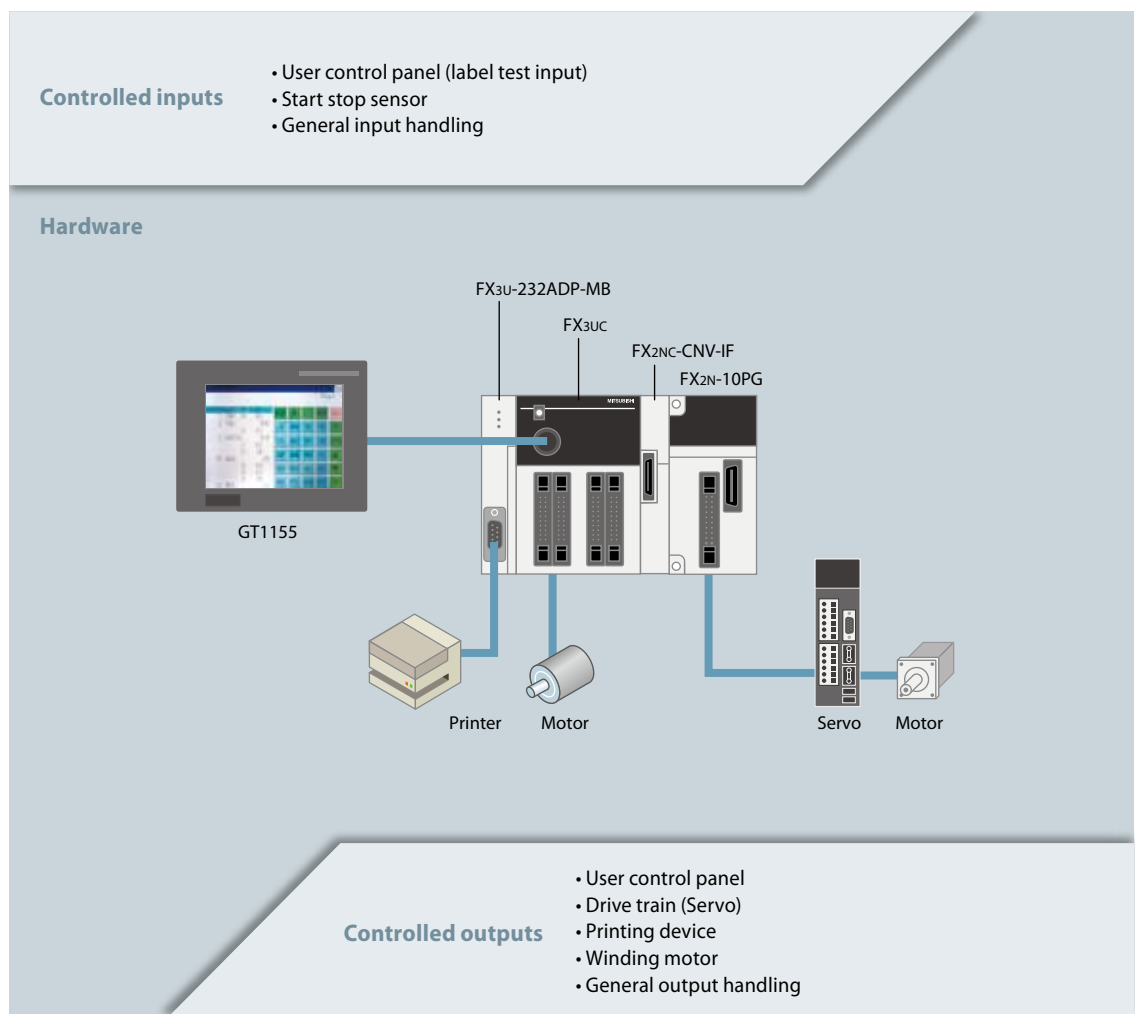 Controlled inputs
• User control panel (label test input)
• Start stop sensor
• General input handling
Hardware
FX3U-232ADP-MB
FX3UC
FX2NC-CNV-IF
FX2N-10PG
MITSUBISHI
GT1155
Printer
Motor
Servo
Motor
Controlled outputs
• User control panel
• Drive train (Servo)
• Printing device
• Winding motor
• General output handling